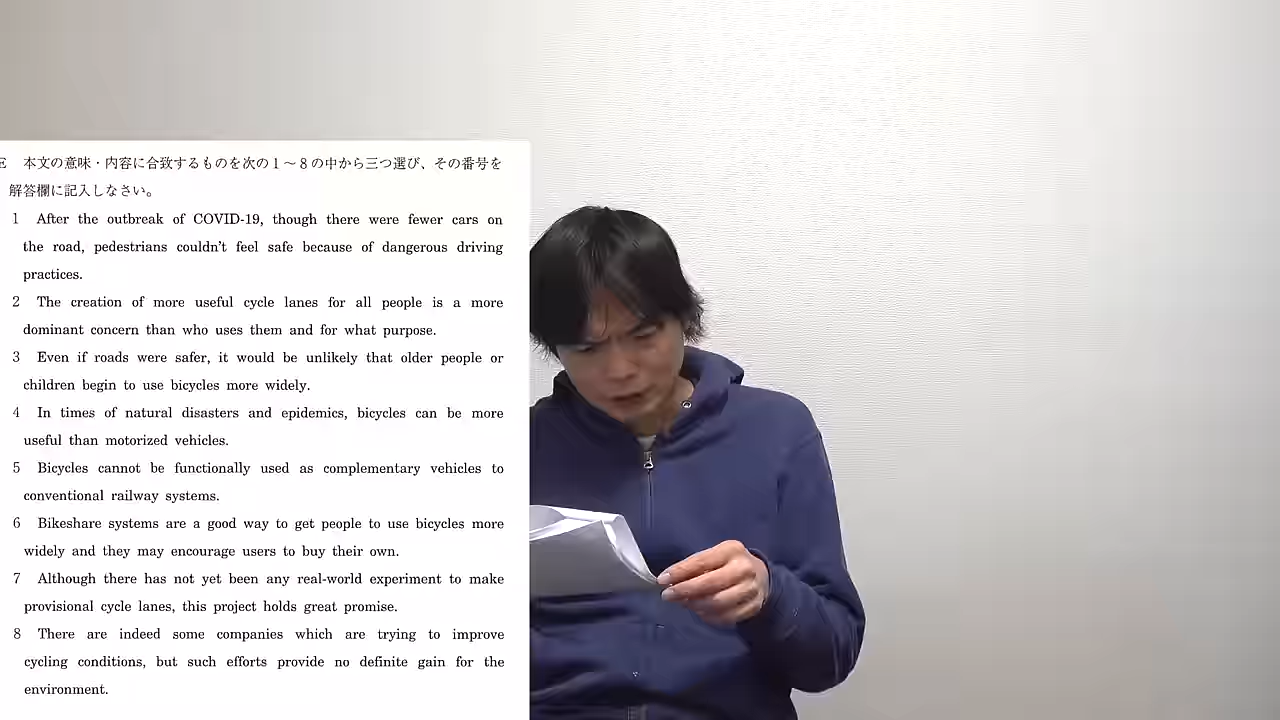 E 本文の意味・内容に合致するものを次の1～8の中から三つ選び、その番号を
解答欄に記入しなさい。
1 After the outbreak of COVID-19, though there were fewer cars on
the road, pedestrians couldn't feel safe because of dangerous driving
practices.
2 The creation of more useful cycle lanes for all people is a more
dominant concern than who uses them and for what purpose.
3 Even if roads were safer, it would be unlikely that older people or
children begin to use bicycles more widely.
4 In times of natural disasters and epidemics, bicycles can be more
useful than motorized vehicles.
5 Bicycles cannot be functionally used as complementary vehicles to
conventional railway systems.
6 Bikeshare systems are a good way to get people to use bicycles more
widely and they may encourage users to buy their own.
7 Although there has not yet been any real-world experiment to make
provisional cycle lanes, this project holds great promise.
8 There are indeed some companies which are trying to improve
cycling conditions, but such efforts provide no definite gain for the
environment.